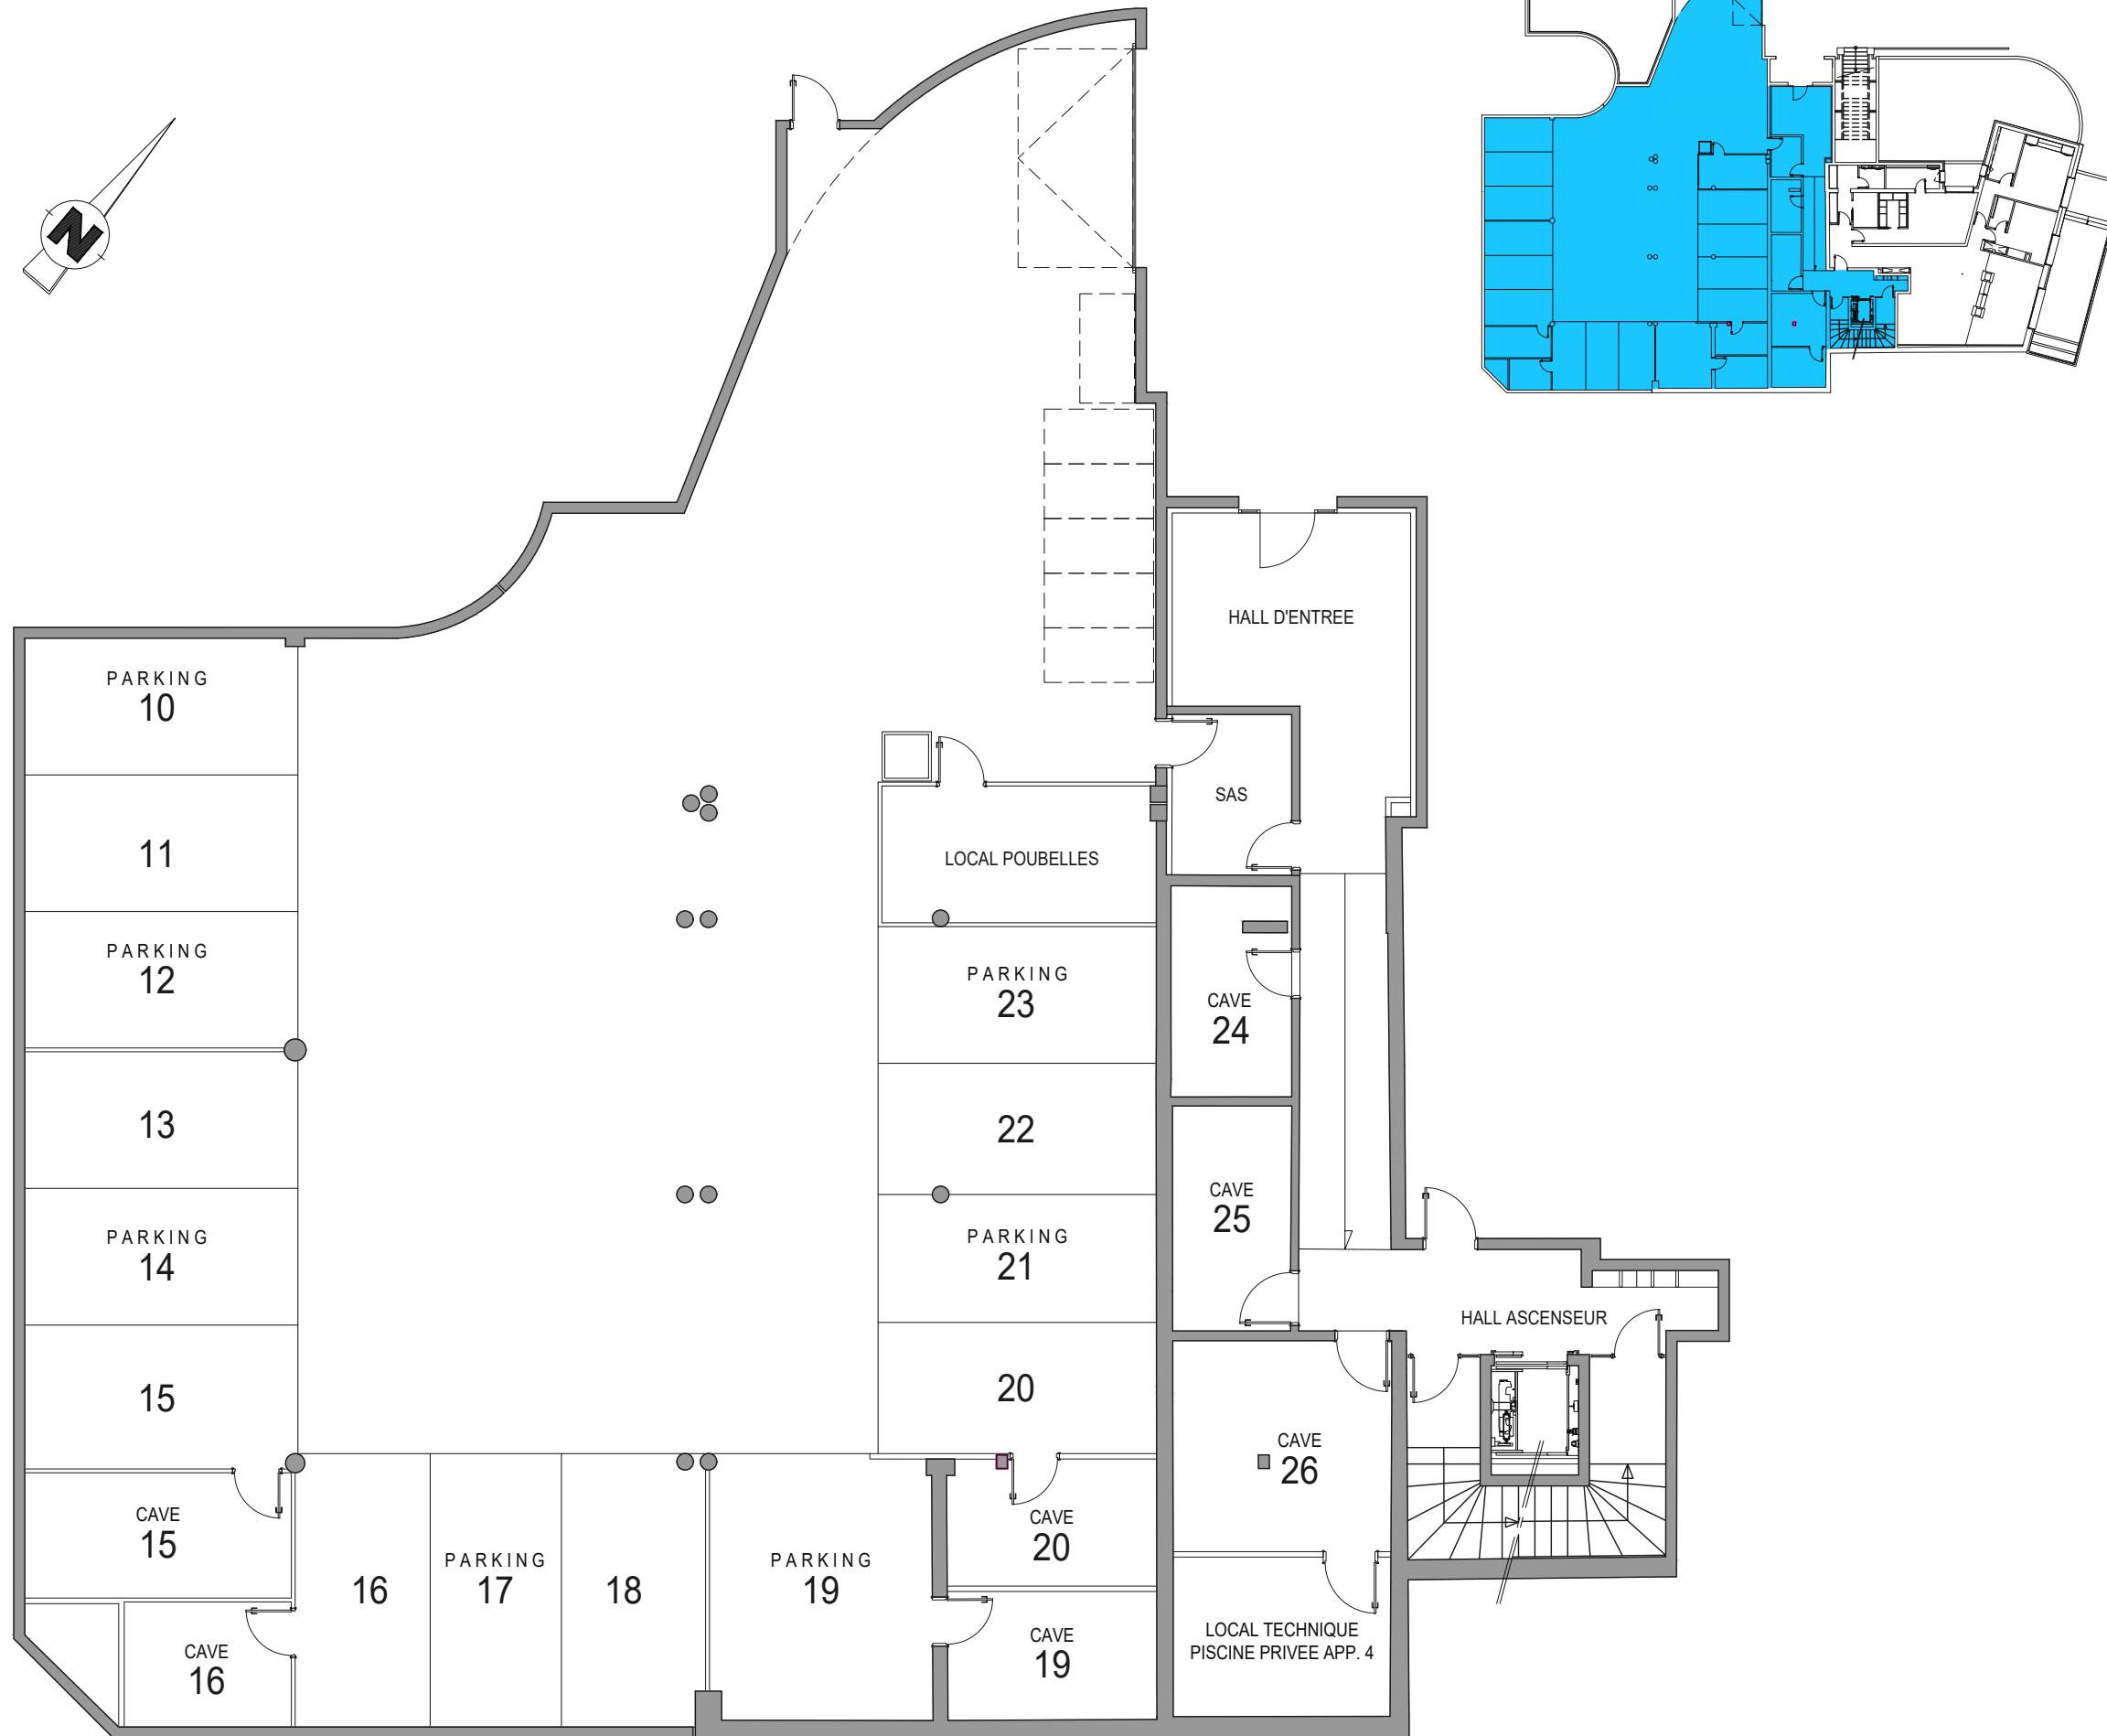 N
HALL D'ENTREE
PARKING
10
SAS
11
LOCAL POUBELLES
PARKING
12
PARKING
23
CAVE
24
13
22
CAVE
25
PARKING
14
PARKING
21
HALL ASCENSEUR
15
20
CAVE
26
CAVE
15
CAVE
20
16
PARKING
17
18
PARKING
19
CAVE
16
CAVE
19
LOCAL TECHNIQUE
PISCINE PRIVEE APP. 4